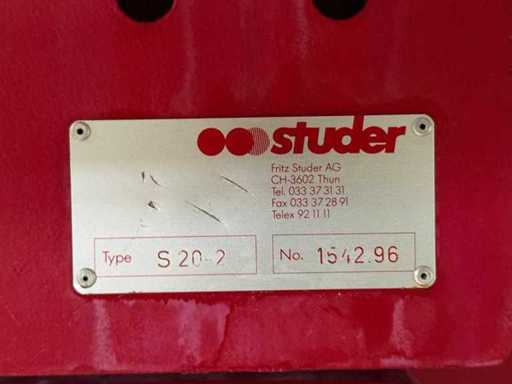 studer
Fritz Studer AG
CH-3602 Thun
Tel. 033 37 31 31
Fax 033 37 28 91
Telex 92 11 11
Type S 20-2
No. 1542.96